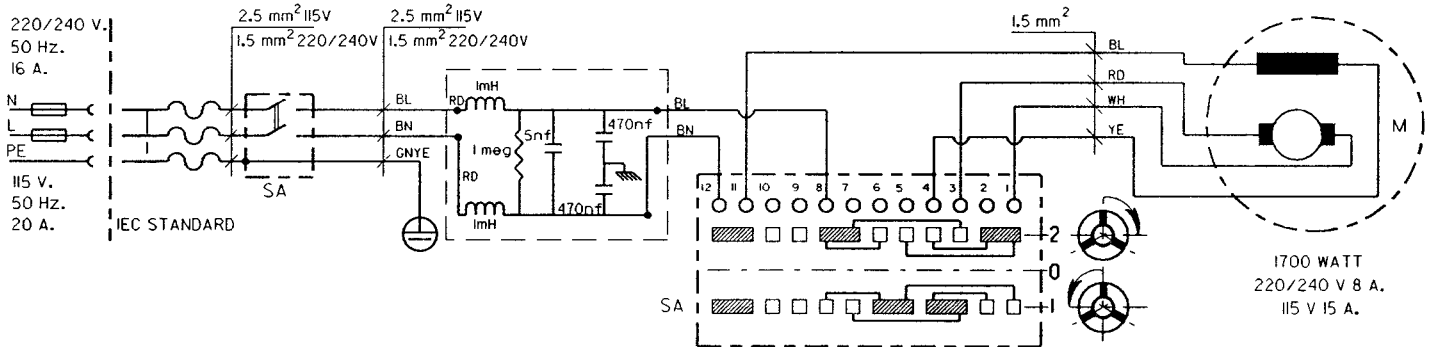 220/240 V.
50 Hz.
16 A.
N
L
PE
115 V.
50 Hz.
20 A.
IEC STANDARD
2.5 mm² 115V
1.5 mm² 220/240V
SA
2.5 mm² 115V
1.5 mm² 220/240V
BL
BN
GNYE
RD
1mH
RD
1 meg
5nf
470nf
470nf
1mH
BL
BN
12 11 10 9 8 7 6 5 4 3 2 1
2
0
1
SA
1.5 mm²
BL
RD
WH
YE
M
1700 WATT
220/240 V 8 A.
115 V 15 A.